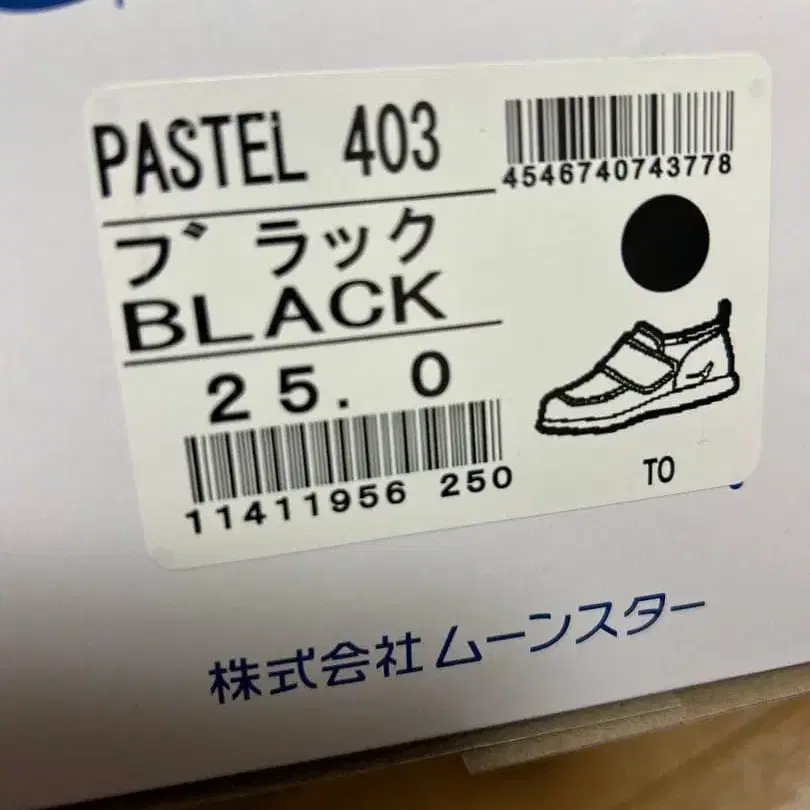 PASTEL 403
4546740743778
ブラック
BLACK
25.0
11411956 250
TO
株式会社ムーンスター